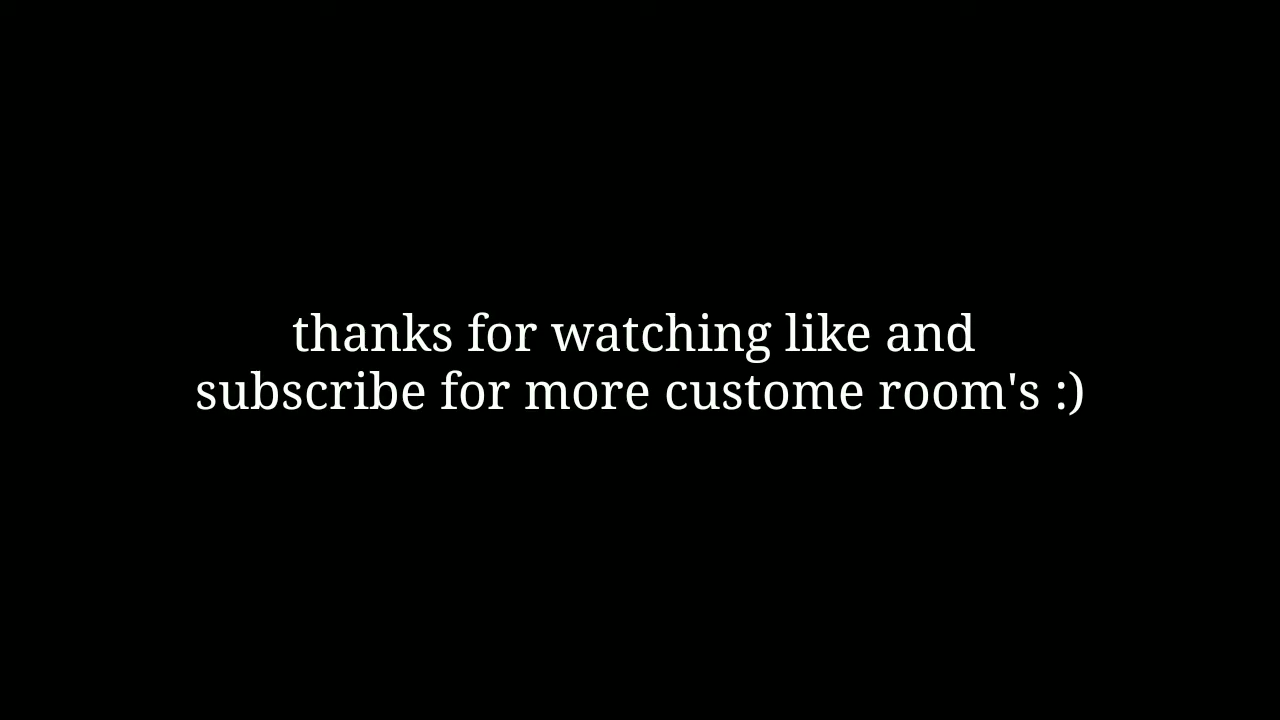 thanks for watching like and
subscribe for more custome room's :)